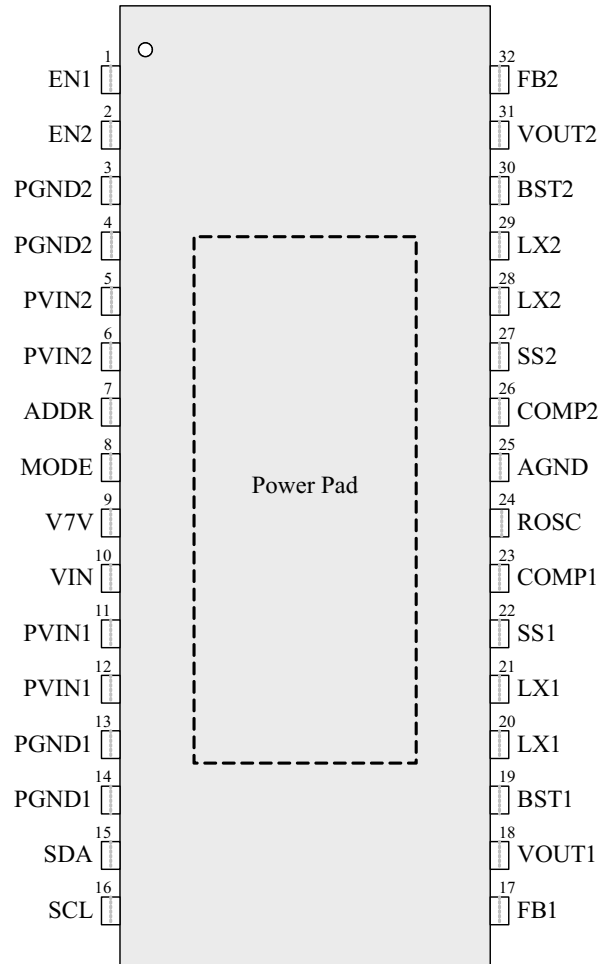 1
EN1
2
EN2
3
PGND2
4
PGND2
5
PVIN2
6
PVIN2
7
ADDR
8
MODE
9
V7V
10
VIN
11
PVIN1
12
PVIN1
13
PGND1
14
PGND1
15
SDA
16
SCL
Power Pad
32
FB2
31
VOUT2
30
BST2
29
LX2
28
LX2
27
SS2
26
COMP2
25
AGND
24
ROSC
23
COMP1
22
SS1
21
LX1
20
LX1
19
BST1
18
VOUT1
17
FB1